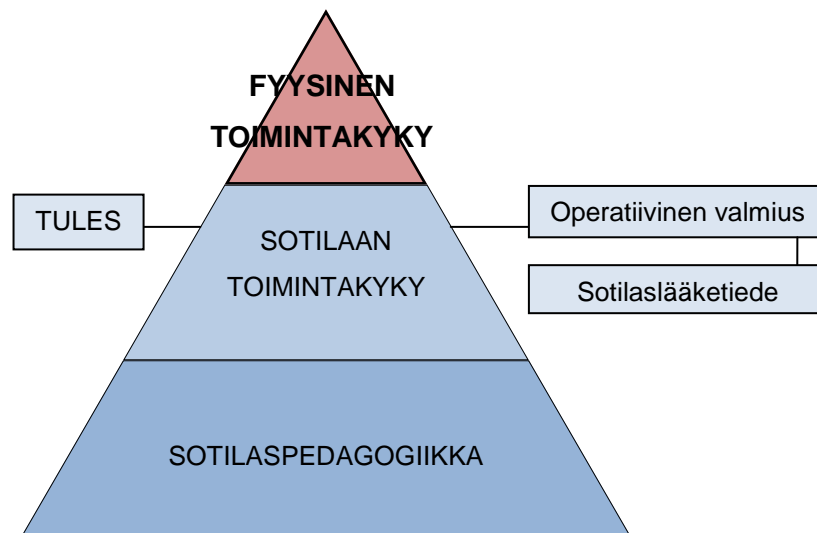 FYYSINEN
TOIMINTAKYKY
TULES
Operatiivinen valmius
SOTILAAN
TOIMINTAKYKY
Sotilaslääketiede
SOTILASPEDAGOGIIKKA